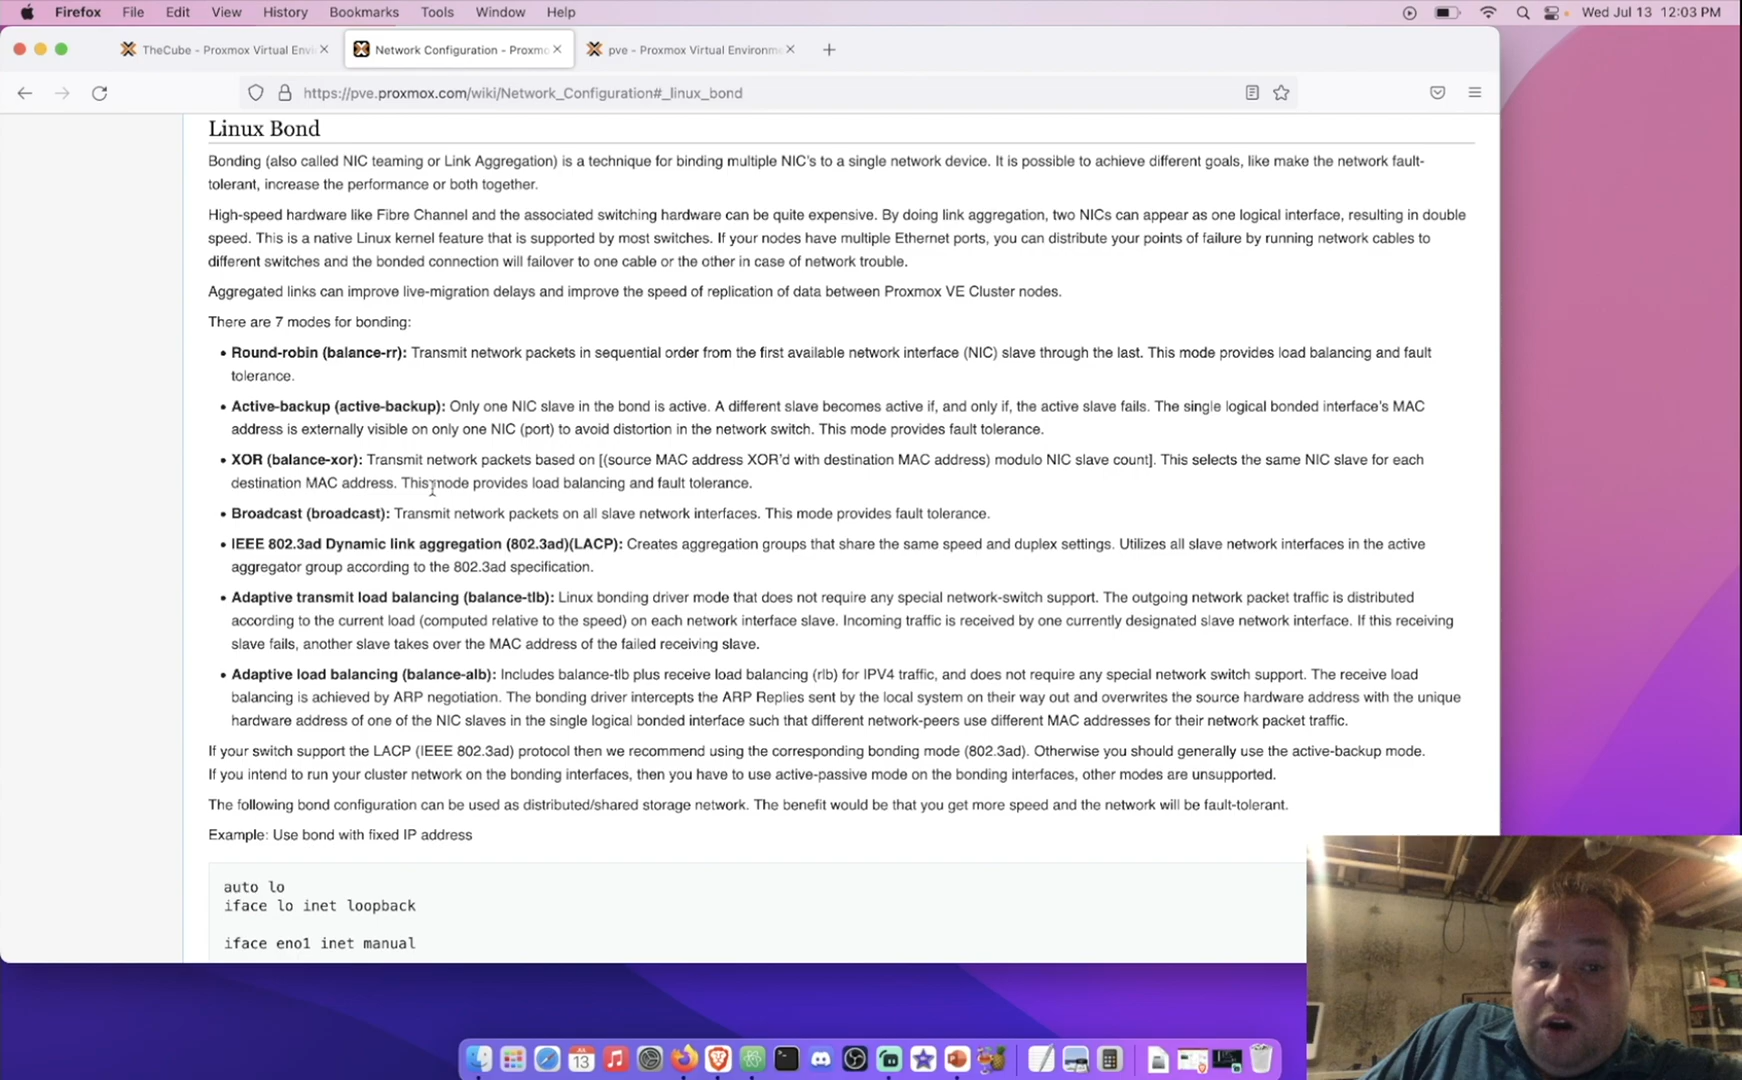 Firefox File Edit View History Bookmarks Tools Window Help Wed Jul 13 12:03 PM
TheCube - Proxmox Virtual Envi Network Configuration - Proxmo pve - Proxmox Virtual Environme
https://pve.proxmox.com/wiki/Network_Configuration#_linux_bond
Linux Bond
Bonding (also called NIC teaming or Link Aggregation) is a technique for binding multiple NIC's to a single network device. It is possible to achieve different goals, like make the network fault-
tolerant, increase the performance or both together.
High-speed hardware like Fibre Channel and the associated switching hardware can be quite expensive. By doing link aggregation, two NICs can appear as one logical interface, resulting in double
speed. This is a native Linux kernel feature that is supported by most switches. If your nodes have multiple Ethernet ports, you can distribute your points of failure by running network cables to
different switches and the bonded connection will failover to one cable or the other in case of network trouble.
Aggregated links can improve live-migration delays and improve the speed of replication of data between Proxmox VE Cluster nodes.
There are 7 modes for bonding:
• Round-robin (balance-rr): Transmit network packets in sequential order from the first available network interface (NIC) slave through the last. This mode provides load balancing and fault
tolerance.
• Active-backup (active-backup): Only one NIC slave in the bond is active. A different slave becomes active if, and only if, the active slave fails. The single logical bonded interface's MAC
address is externally visible on only one NIC (port) to avoid distortion in the network switch. This mode provides fault tolerance.
• XOR (balance-xor): Transmit network packets based on [(source MAC address XOR'd with destination MAC address) modulo NIC slave count]. This selects the same NIC slave for each
destination MAC address. This mode provides load balancing and fault tolerance.
• Broadcast (broadcast): Transmit network packets on all slave network interfaces. This mode provides fault tolerance.
• IEEE 802.3ad Dynamic link aggregation (802.3ad)(LACP): Creates aggregation groups that share the same speed and duplex settings. Utilizes all slave network interfaces in the active
aggregator group according to the 802.3ad specification.
• Adaptive transmit load balancing (balance-tlb): Linux bonding driver mode that does not require any special network-switch support. The outgoing network packet traffic is distributed
according to the current load (computed relative to the speed) on each network interface slave. Incoming traffic is received by one currently designated slave network interface. If this receiving
slave fails, another slave takes over the MAC address of the failed receiving slave.
• Adaptive load balancing (balance-alb): Includes balance-tlb plus receive load balancing (rlb) for IPV4 traffic, and does not require any special network switch support. The receive load
balancing is achieved by ARP negotiation. The bonding driver intercepts the ARP Replies sent by the local system on their way out and overwrites the source hardware address with the unique
hardware address of one of the NIC slaves in the single logical bonded interface such that different network-peers use different MAC addresses for their network packet traffic.
If your switch support the LACP (IEEE 802.3ad) protocol then we recommend using the corresponding bonding mode (802.3ad). Otherwise you should generally use the active-backup mode.
If you intend to run your cluster network on the bonding interfaces, then you have to use active-passive mode on the bonding interfaces, other modes are unsupported.
The following bond configuration can be used as distributed/shared storage network. The benefit would be that you get more speed and the network will be fault-tolerant.
Example: Use bond with fixed IP address
auto lo
iface lo inet loopback
iface eno1 inet manual
JUL
13